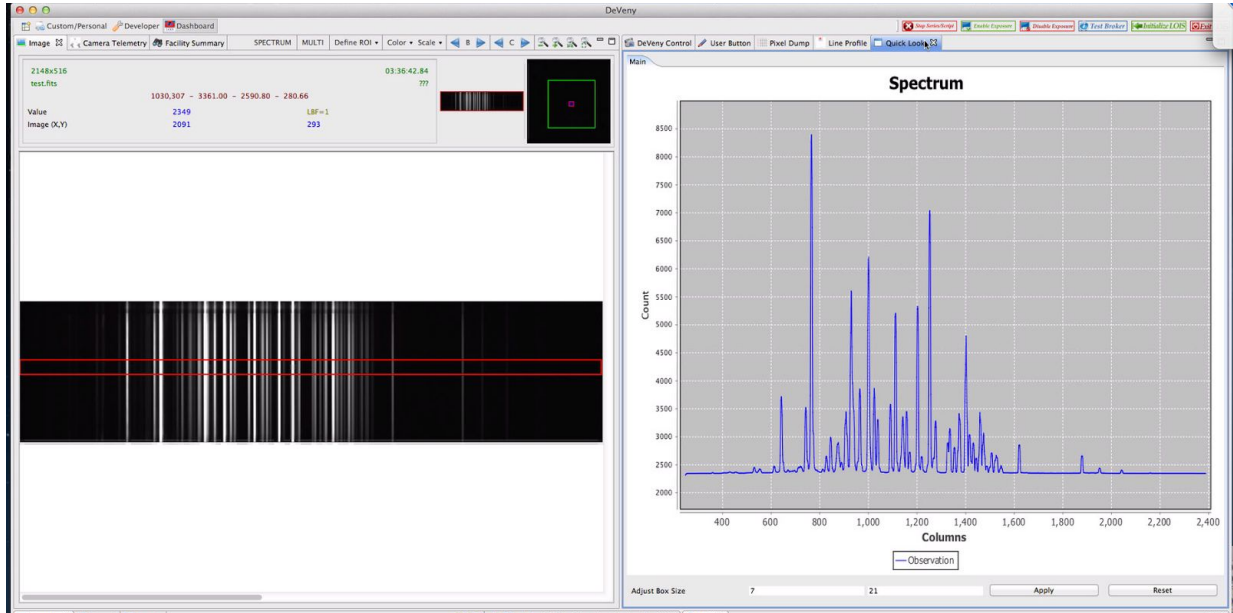 DeVeny
Custom/Personal Developer Dashboard
Stop Series/Script Enable Exposure Disable Exposure Test Broker Initialize LOIS Exit
Image Camera Telemetry Facility Summary SPECTRUM MULTI Define ROI Color Scale 8 C
DeVeny Control User Button Pixel Dump Line Profile Quick Look
Main
2148x516 03:36:42.84
test.fits ???
1030,307 - 3361.00 - 2590.80 - 280.66
Value 2349 LBF=1
Image (X,Y) 2091 293
Spectrum
8500
8000
7500
7000
6500
6000
5500
5000
4500
4000
3500
3000
2500
2000
Count
400 600 800 1,000 1,200 1,400 1,600 1,800 2,000 2,200 2,400
Columns
Observation
Adjust Box Size 7 21 Apply Reset